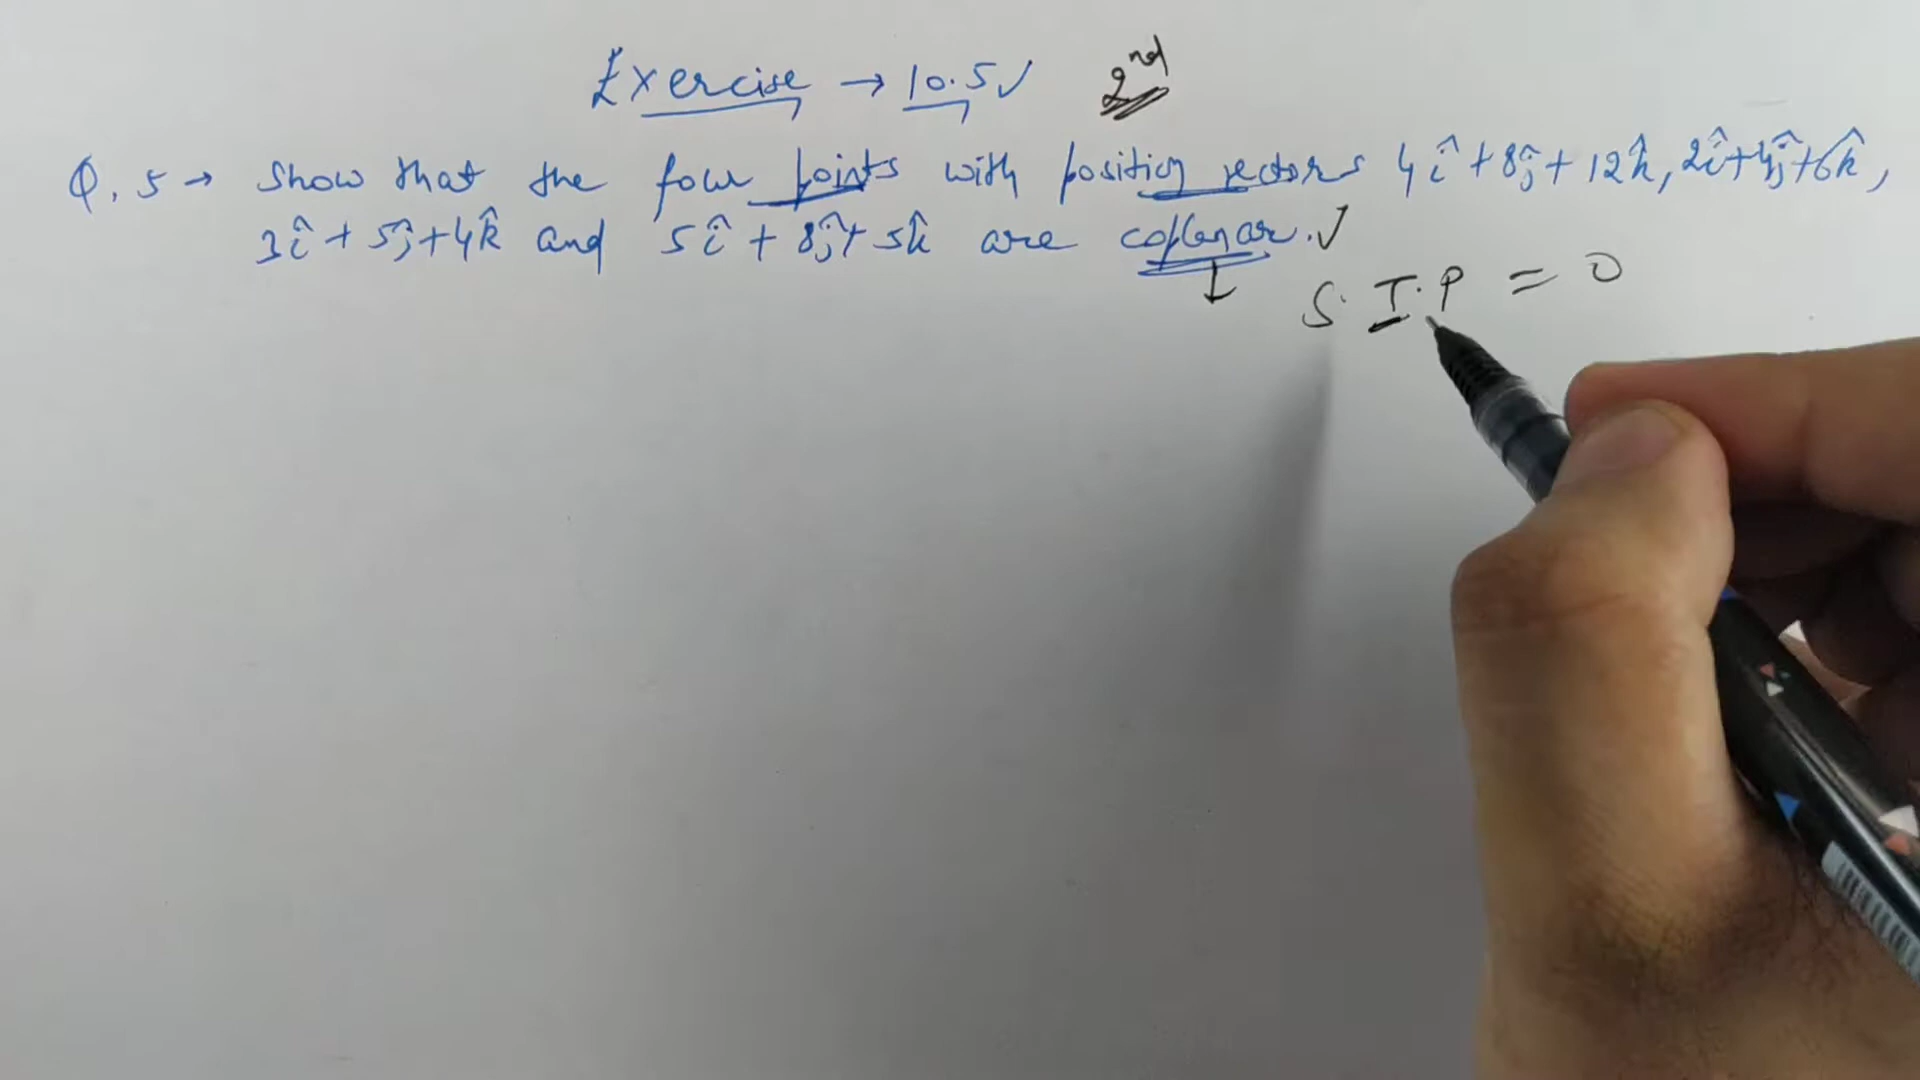 Exercise → 10.5✓ 2nd
Q.5→ Show that the four points with position vectors 4î+8ĵ+12k̂, 2î+4ĵ+6k̂,
3î+5ĵ+4k̂ and 5î+8ĵ+5k̂ are coplanar.✓
↓ S.T.P = 0